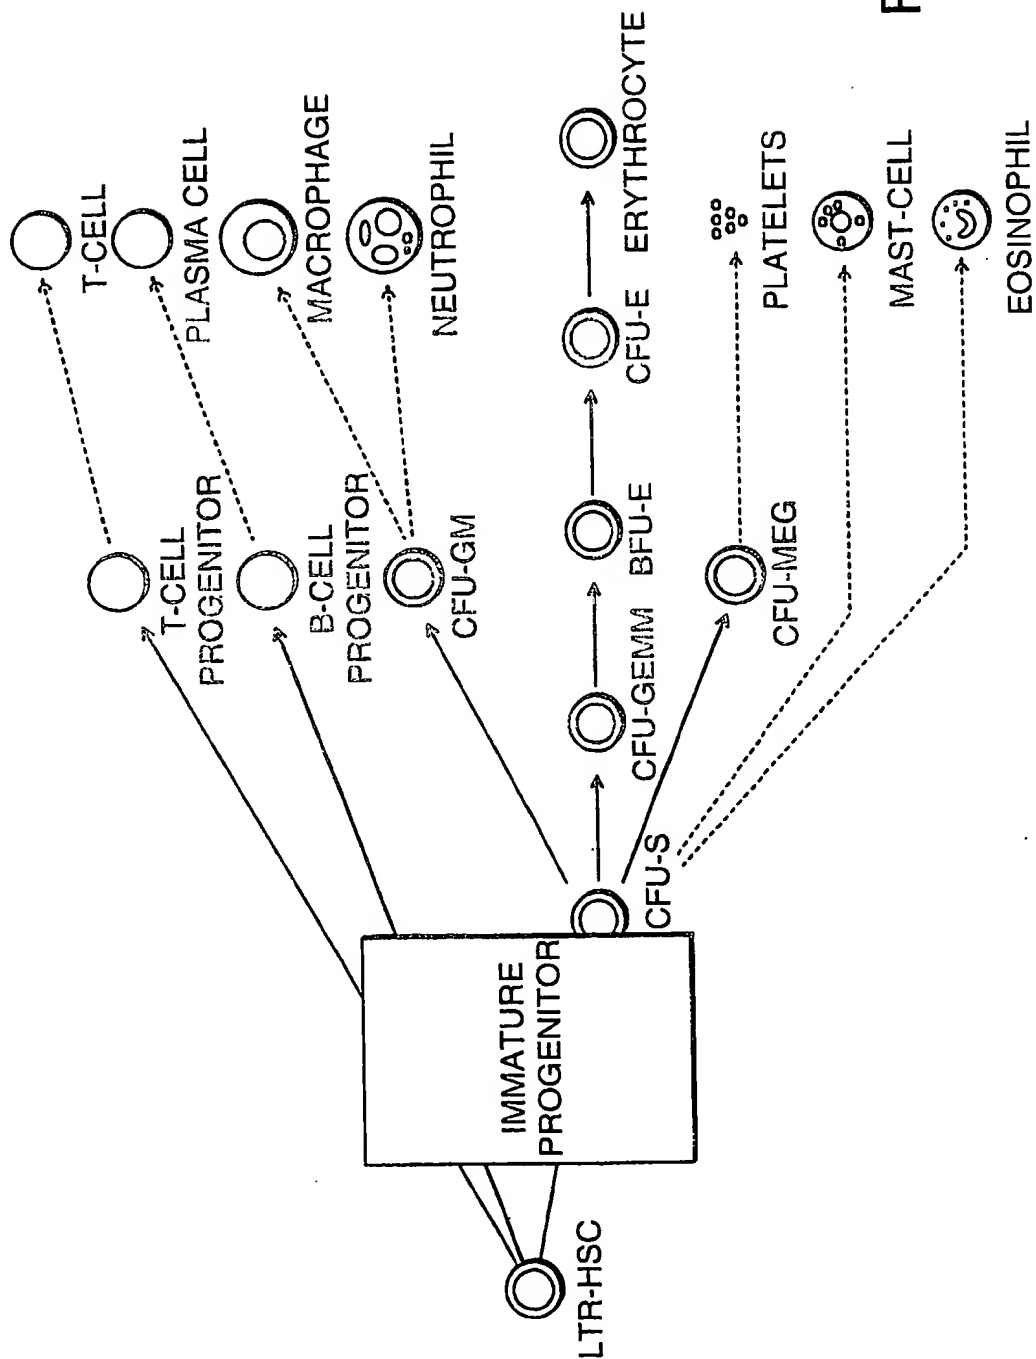 LTR-HSC
IMMATURE
PROGENITOR
CFU-S
T-CELL
PROGENITOR
B-CELL
PROGENITOR
CFU-GM
CFU-GEMM
BFU-E
CFU-E
ERYTHROCYTE
CFU-MEG
T-CELL
PLASMA CELL
MACROPHAGE
NEUTROPHIL
PLATELETS
MAST-CELL
EOSINOPHIL